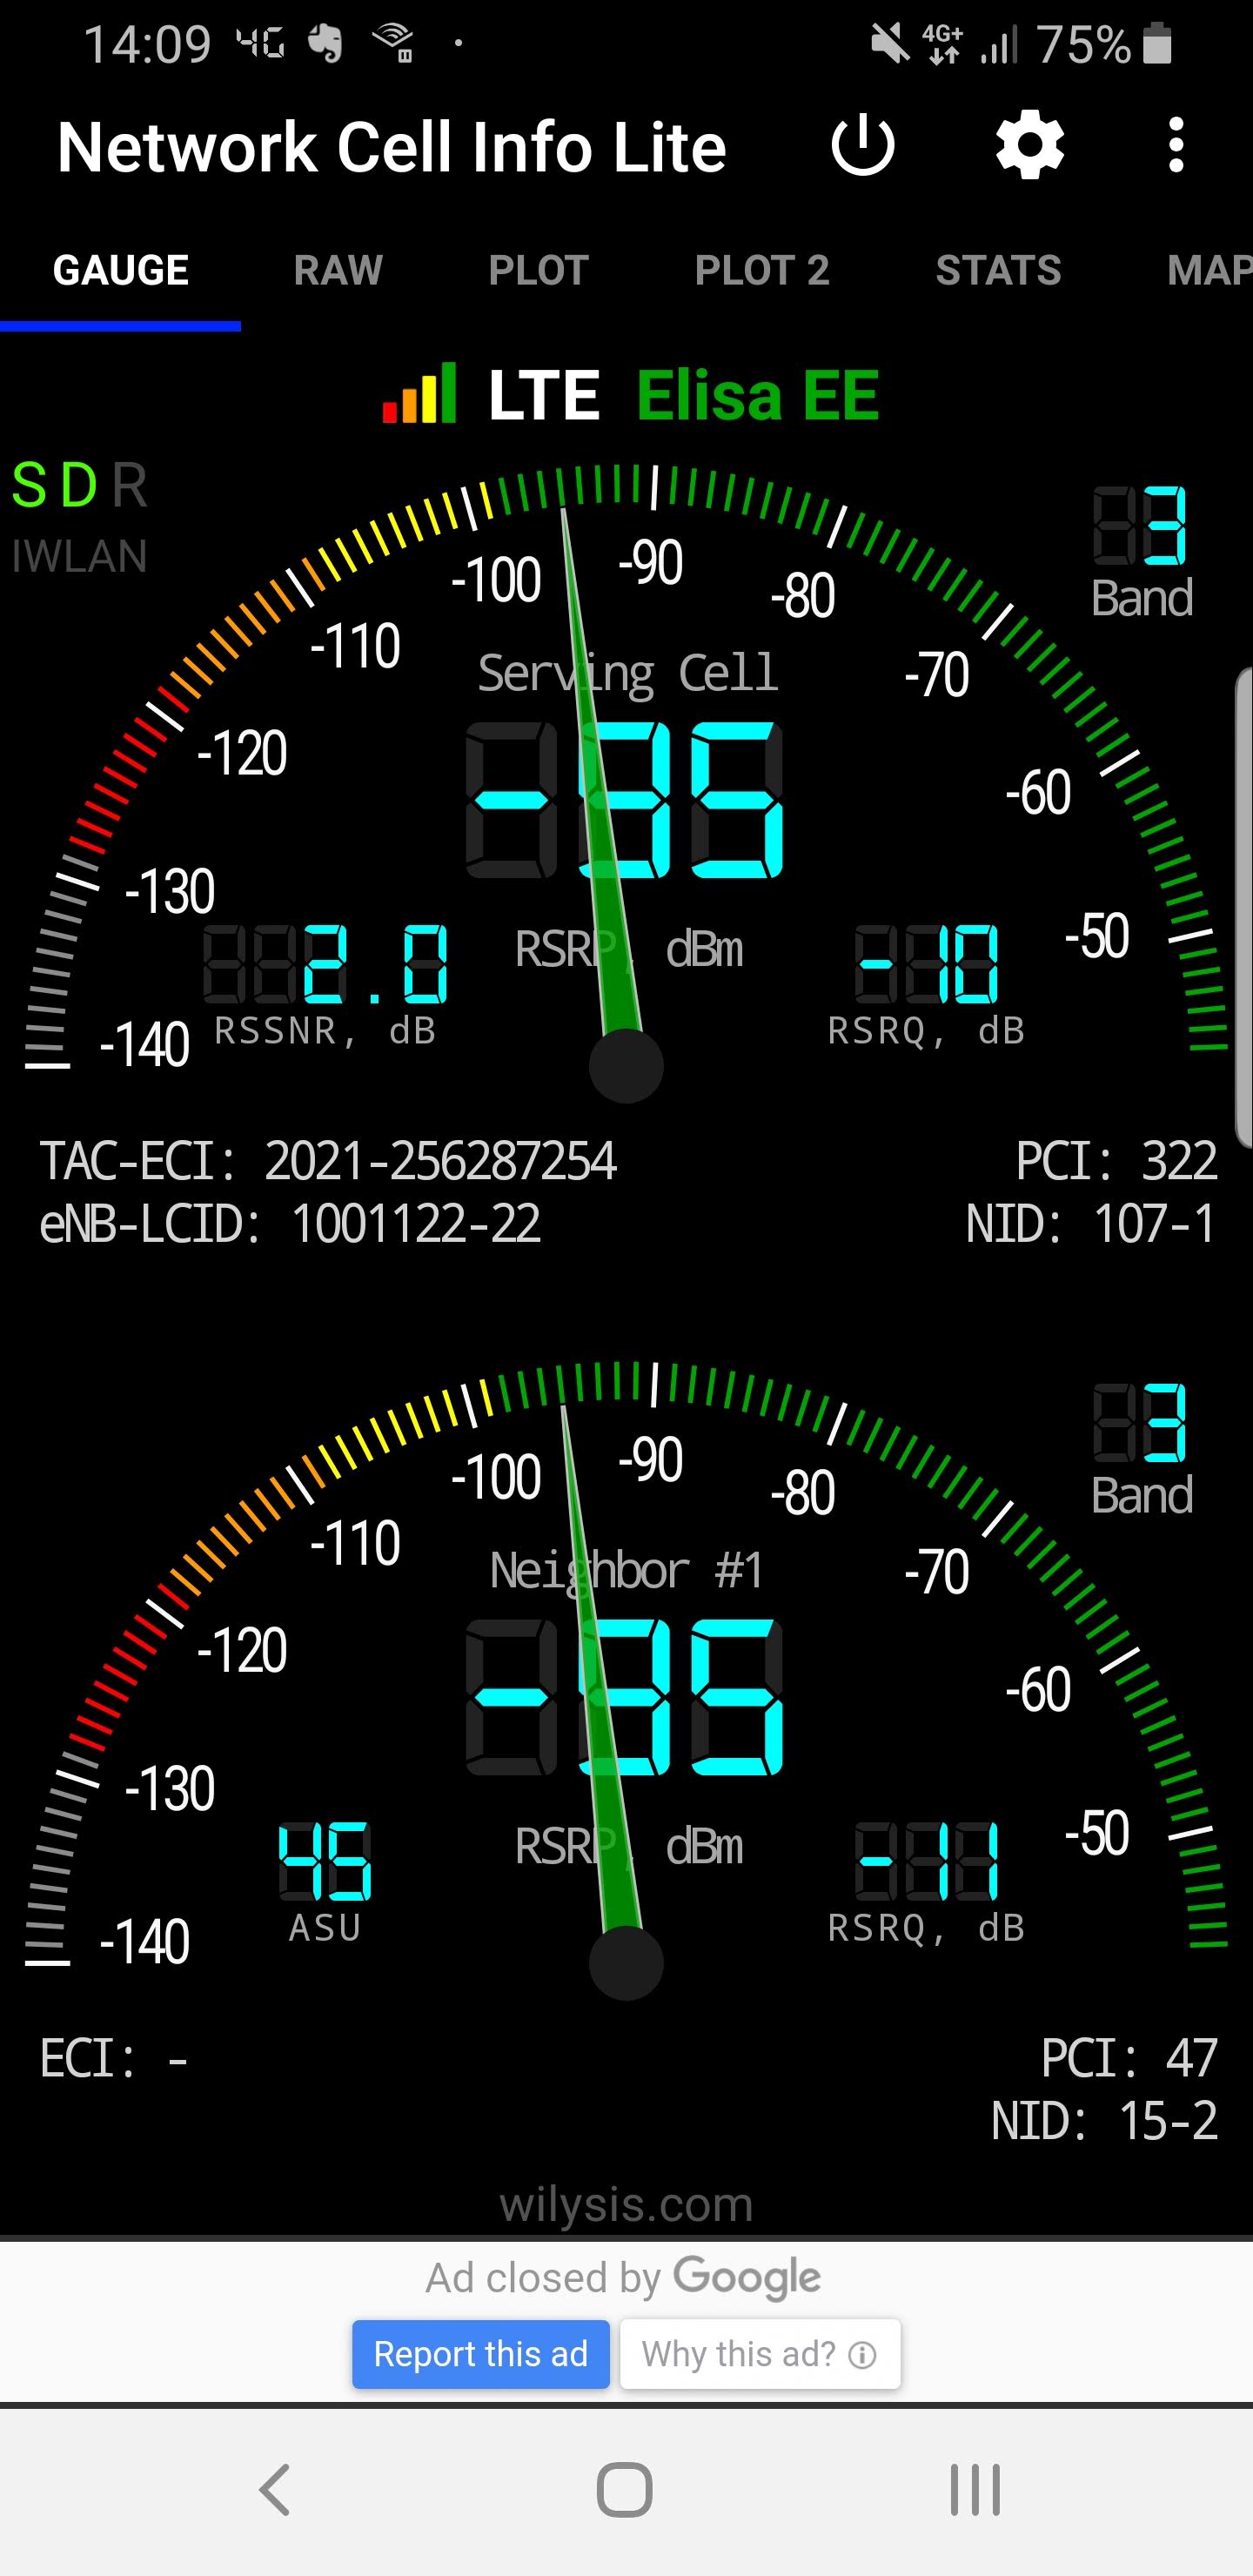 14:09 4G 4G+ 75%
Network Cell Info Lite
GAUGE RAW PLOT PLOT 2 STATS MAP
LTE Elisa EE
S D R
IWLAN
3
Band
-140 -130 -120 -110 -100 -90 -80 -70 -60 -50
Serving Cell
-95
RSRP, dBm
2.0
RSSNR, dB
-10
RSRQ, dB
TAC-ECI: 2021-256287254 PCI: 322
eNB-LCID: 1001122-22 NID: 107-1
3
Band
-140 -130 -120 -110 -100 -90 -80 -70 -60 -50
Neighbor #1
-95
RSRP, dBm
45
ASU
-11
RSRQ, dB
ECI: - PCI: 47
NID: 15-2
wilysis.com
Ad closed by Google
Report this ad Why this ad?